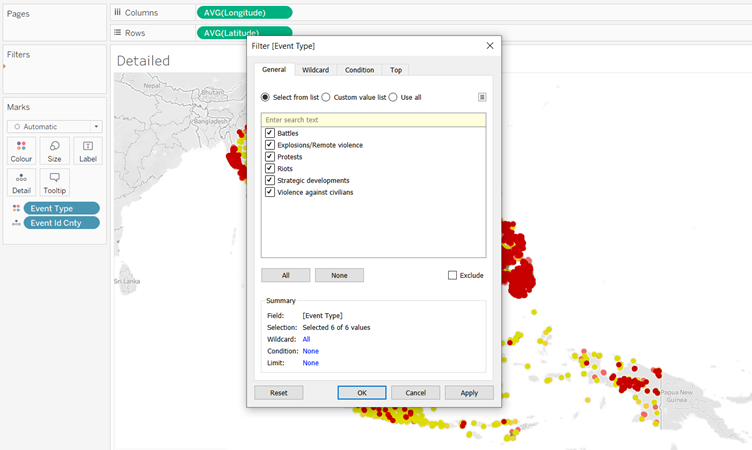 Pages
Columns
AVG(Longitude)
Rows
AVG(Latitude)
Filters
Detailed
Marks
Automatic
Colour
Size
Label
Detail
Tooltip
Event Type
Event Id Cnty
Nepal
Bhutan
Bangladesh
Sri Lanka
Papua New
Guinea
Filter [Event Type]
General
Wildcard
Condition
Top
Select from list
Custom value list
Use all
Enter search text
Battles
Explosions/Remote violence
Protests
Riots
Strategic developments
Violence against civilians
All
None
Exclude
Summary
Field: [Event Type]
Selection: Selected 6 of 6 values
Wildcard: All
Condition: None
Limit: None
Reset
OK
Cancel
Apply